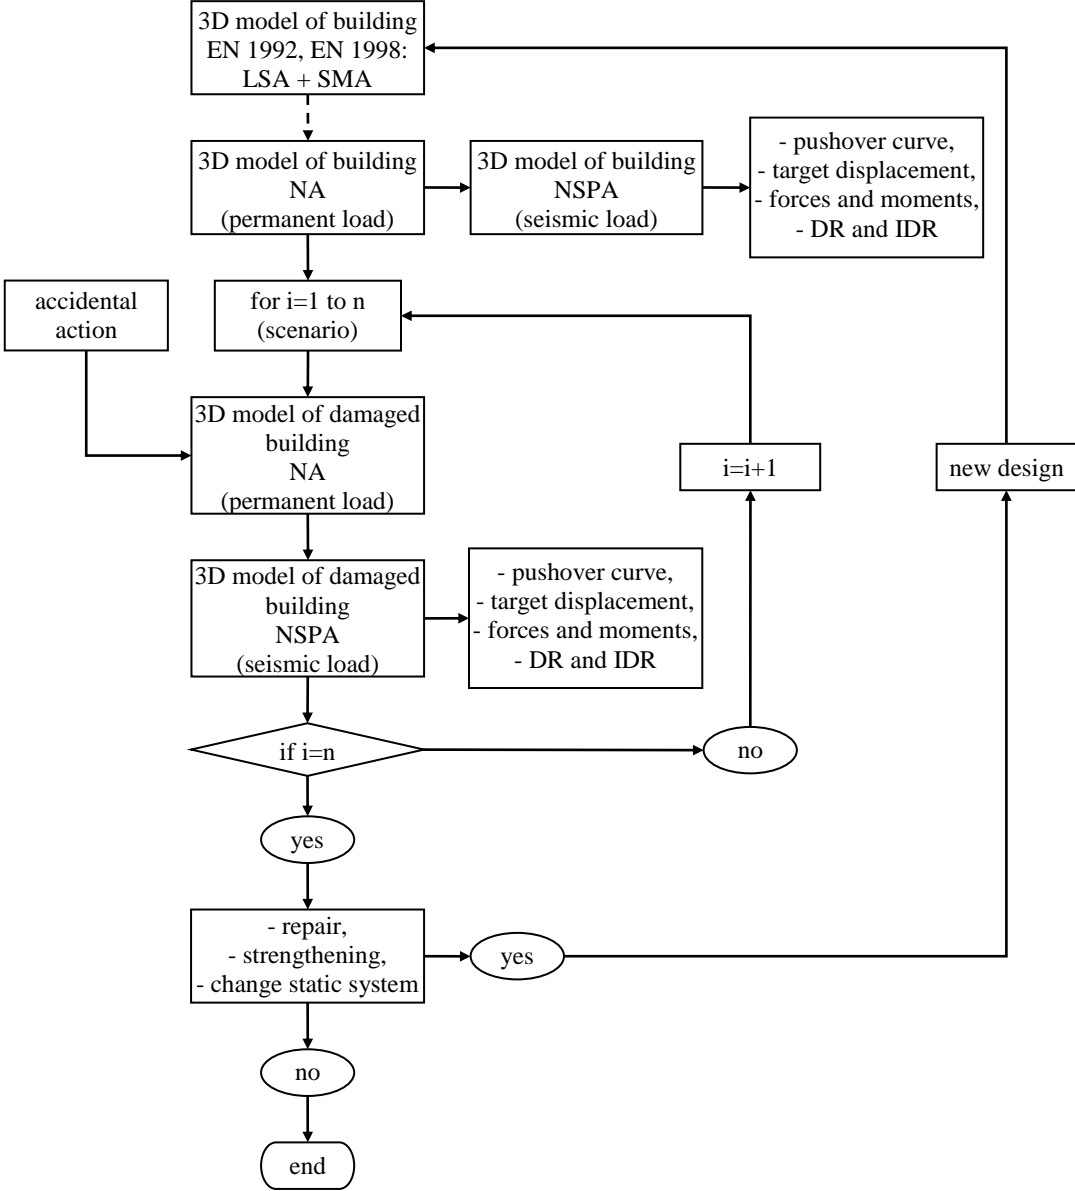 3D model of building
EN 1992, EN 1998:
LSA + SMA
3D model of building
NA
(permanent load)
3D model of building
NSPA
(seismic load)
- pushover curve,
- target displacement,
- forces and moments,
- DR and IDR
accidental
action
for i=1 to n
(scenario)
3D model of damaged
building
NA
(permanent load)
i=i+1
new design
3D model of damaged
building
NSPA
(seismic load)
- pushover curve,
- target displacement,
- forces and moments,
- DR and IDR
if i=n
no
yes
- repair,
- strengthening,
- change static system
yes
no
end